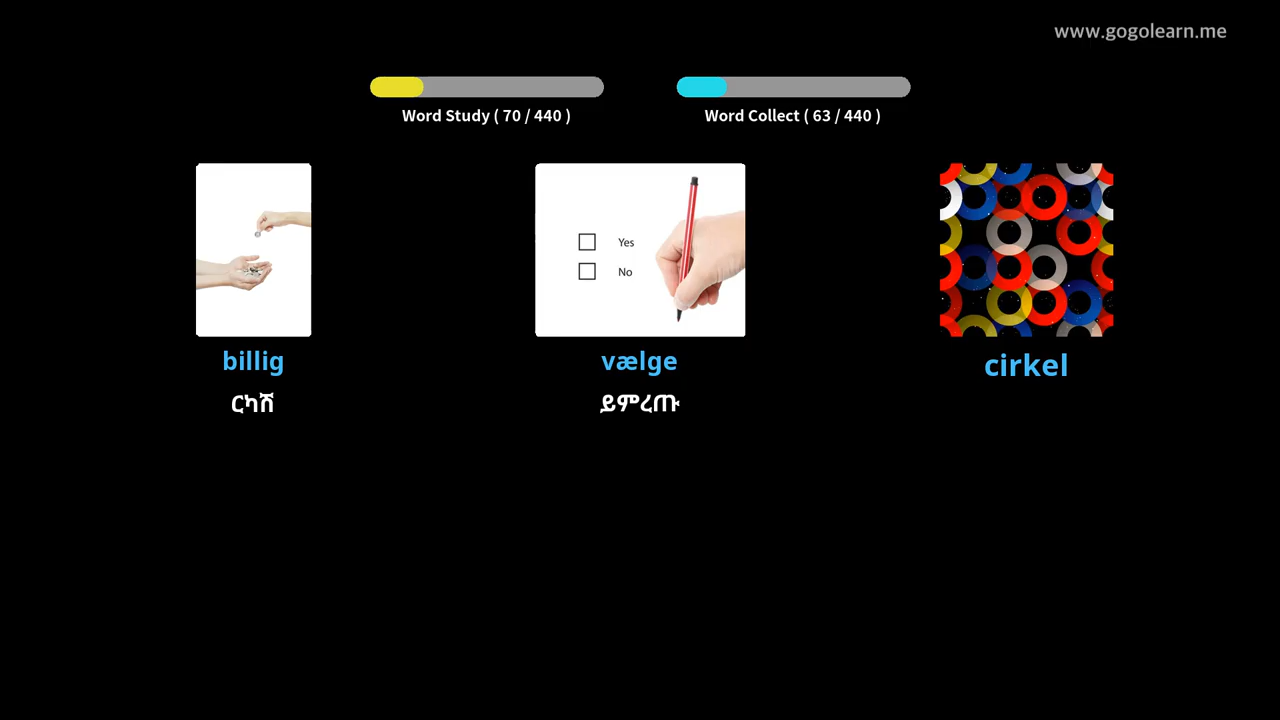 www.gogolearn.me
Word Study ( 70 / 440 )
Word Collect ( 63 / 440 )
Yes
No
billig
vælge
cirkel
ርካሽ
ይምረጡ